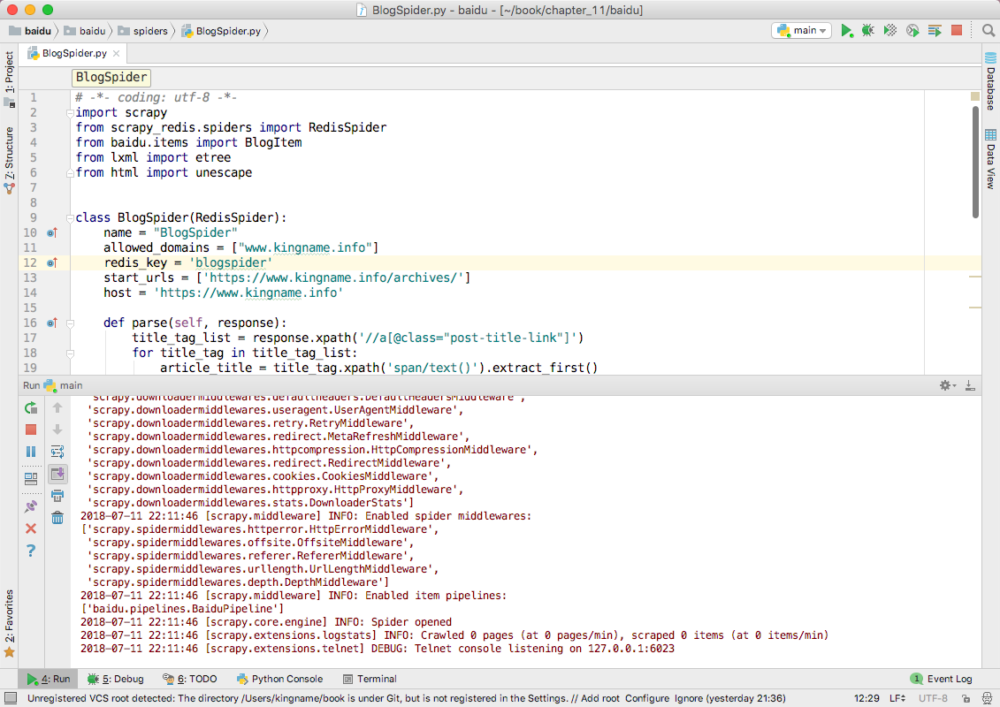 BlogSpider.py - baidu - [~/book/chapter_11/baidu]
baidu baidu spiders BlogSpider.py main
1: Project
Z: Structure
2: Favorites
Database
Data View
BlogSpider.py
BlogSpider
1 # -*- coding: utf-8 -*-
2 import scrapy
3 from scrapy_redis.spiders import RedisSpider
4 from baidu.items import BlogItem
5 from lxml import etree
6 from html import unescape
7
8
9 class BlogSpider(RedisSpider):
10 name = "BlogSpider"
11 allowed_domains = ["www.kingname.info"]
12 redis_key = 'blogspider'
13 start_urls = ['https://www.kingname.info/archives/']
14 host = 'https://www.kingname.info'
15
16 def parse(self, response):
17 title_tag_list = response.xpath('//a[@class="post-title-link"]')
18 for title_tag in title_tag_list:
19 article_title = title_tag.xpath('span/text()').extract_first()
Run main
'scrapy.downloadermiddlewares.defaultheaders.DefaultHeadersMiddleware',
'scrapy.downloadermiddlewares.useragent.UserAgentMiddleware',
'scrapy.downloadermiddlewares.retry.RetryMiddleware',
'scrapy.downloadermiddlewares.redirect.MetaRefreshMiddleware',
'scrapy.downloadermiddlewares.httpcompression.HttpCompressionMiddleware',
'scrapy.downloadermiddlewares.redirect.RedirectMiddleware',
'scrapy.downloadermiddlewares.cookies.CookiesMiddleware',
'scrapy.downloadermiddlewares.httpproxy.HttpProxyMiddleware',
'scrapy.downloadermiddlewares.stats.DownloaderStats']
2018-07-11 22:11:46 [scrapy.middleware] INFO: Enabled spider middlewares:
['scrapy.spidermiddlewares.httperror.HttpErrorMiddleware',
'scrapy.spidermiddlewares.offsite.OffsiteMiddleware',
'scrapy.spidermiddlewares.referer.RefererMiddleware',
'scrapy.spidermiddlewares.urllength.UrlLengthMiddleware',
'scrapy.spidermiddlewares.depth.DepthMiddleware']
2018-07-11 22:11:46 [scrapy.middleware] INFO: Enabled item pipelines:
['baidu.pipelines.BaiduPipeline']
2018-07-11 22:11:46 [scrapy.core.engine] INFO: Spider opened
2018-07-11 22:11:46 [scrapy.extensions.logstats] INFO: Crawled 0 pages (at 0 pages/min), scraped 0 items (at 0 items/min)
2018-07-11 22:11:46 [scrapy.extensions.telnet] DEBUG: Telnet console listening on 127.0.0.1:6023
4: Run 5: Debug 6: TODO Python Console Terminal 1 Event Log
Unregistered VCS root detected: The directory /Users/kingname/book is under Git, but is not registered in the Settings. // Add root Configure Ignore (yesterday 21:36) 12:29 LF UTF-8